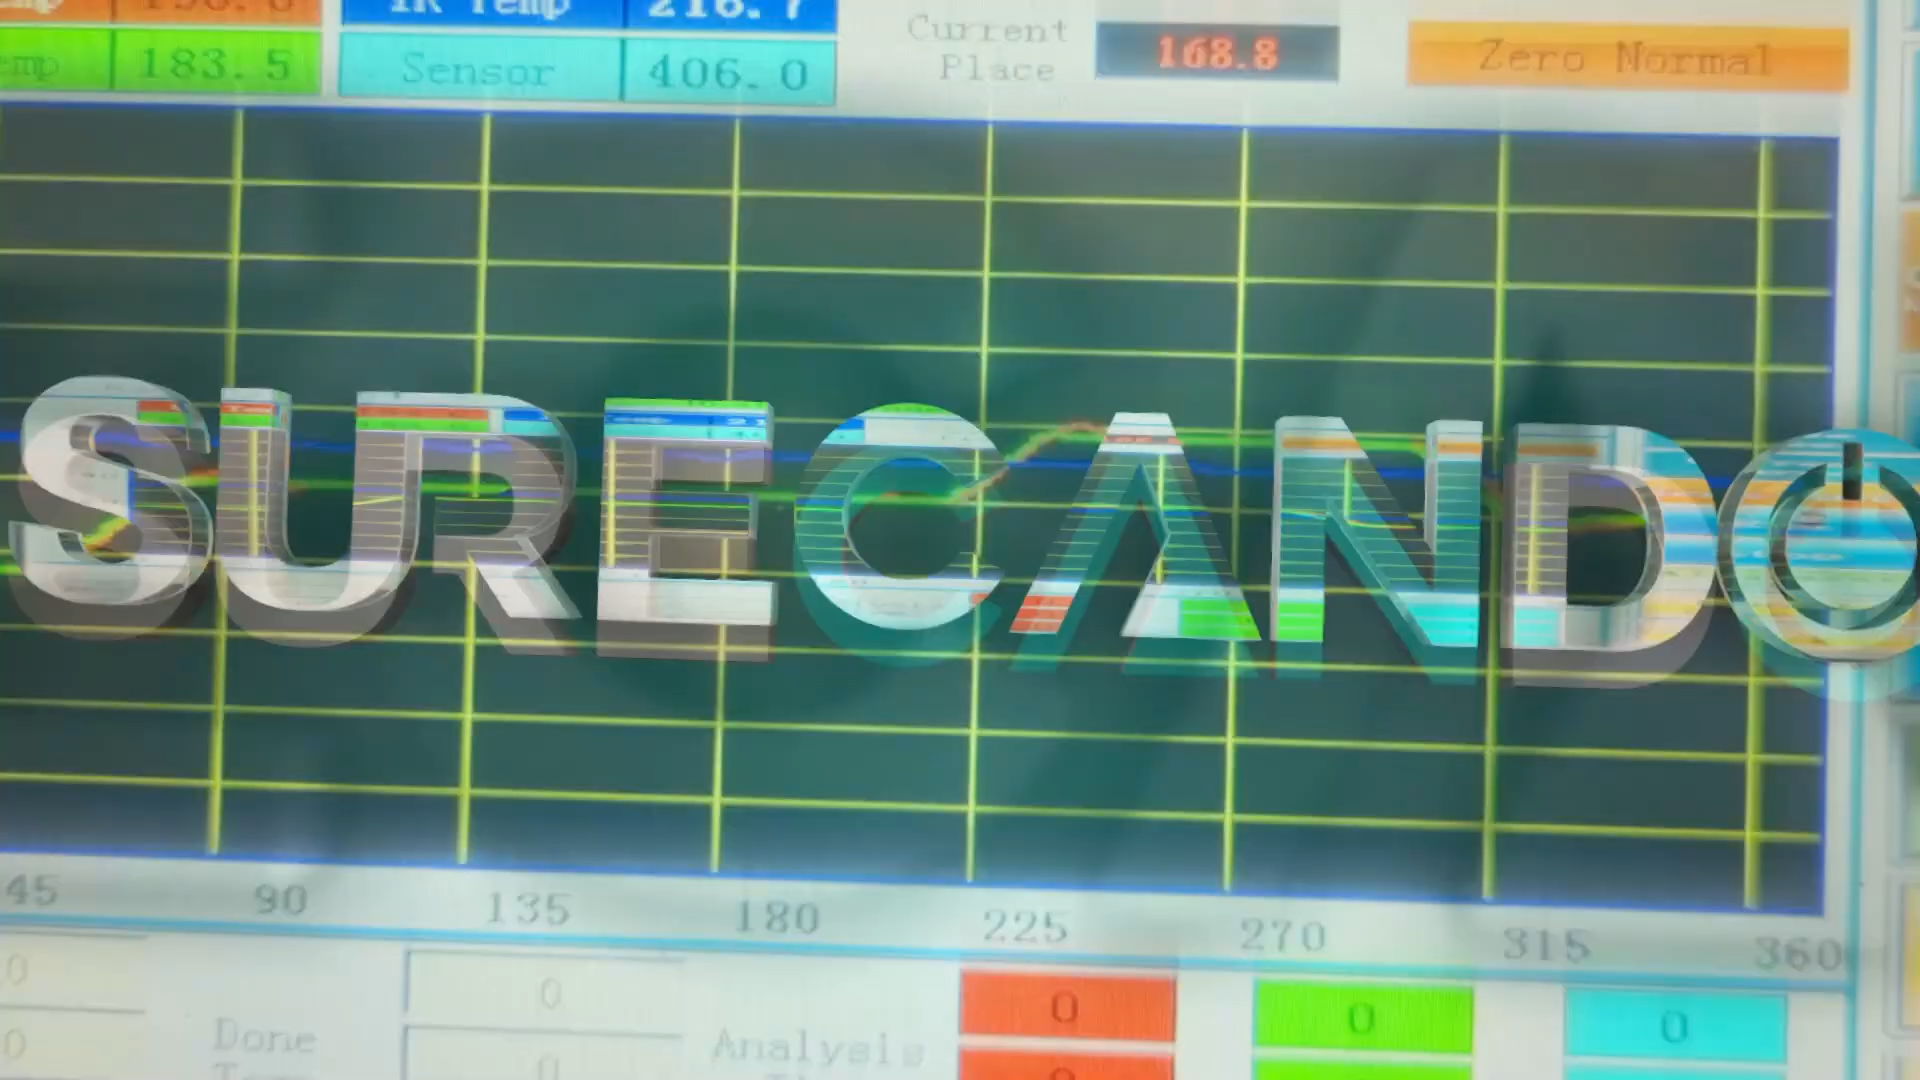 IR Temp 216.7
183.5
Sensor 406.0
Current
Place
168.8
Zero Normal
SURECANDO
45 90 135 180 225 270 315 360
0
0
Done
0
0
Analysis
0
0
0